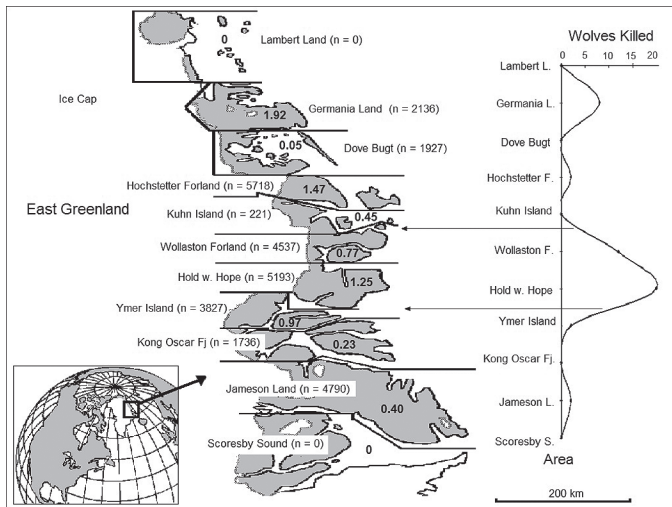 Lambert Land (n = 0)
0
Ice Cap
Germania Land (n = 2136)
1.92
0.05
Dove Bugt (n = 1927)
Hochstetter Forland (n = 5718)
1.47
East Greenland
Kuhn Island (n = 221)
0.45
Wollaston Forland (n = 4537)
0.77
Hold w. Hope (n = 5193)
1.25
Ymer Island (n = 3827)
0.97
Kong Oscar Fj (n = 1736)
0.23
Jameson Land (n = 4790)
0.40
Scoresby Sound (n = 0)
0
Wolves Killed
0 5 10 15 20
Lambert L.
Germania L.
Dove Bugt
Hochstetter F.
Kuhn Island
Wollaston F.
Hold w. Hope
Ymer Island
Kong Oscar Fj.
Jameson L.
Scoresby S.
Area
200 km